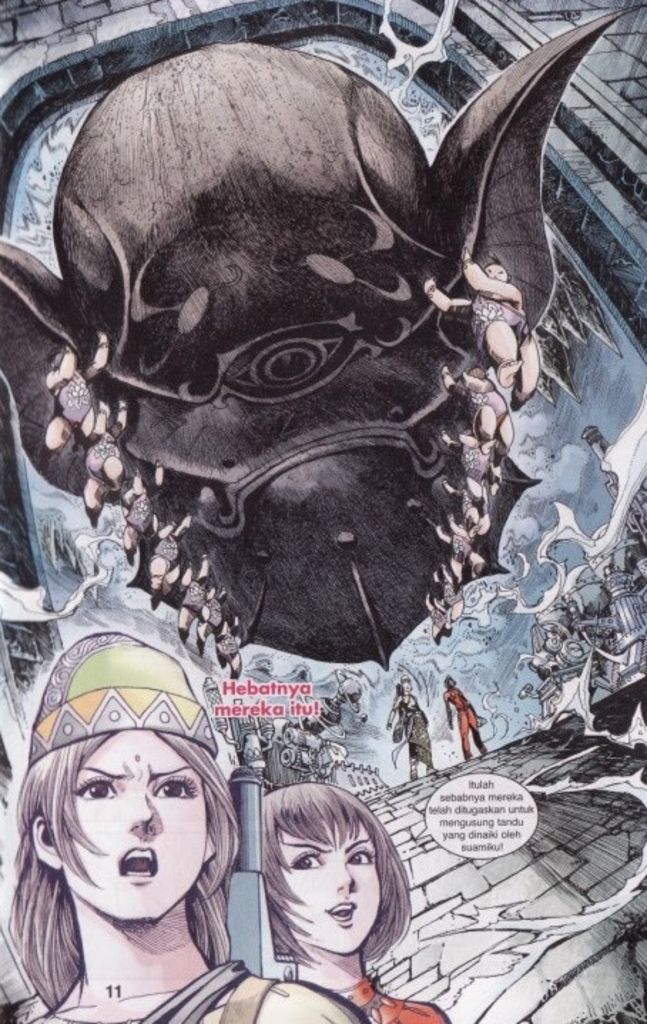 Hebatnya
mereka itu!
Itulah
sebabnya mereka
telah ditugaskan untuk
mengusung tandu
yang dinaiki oleh
suamiku!
11